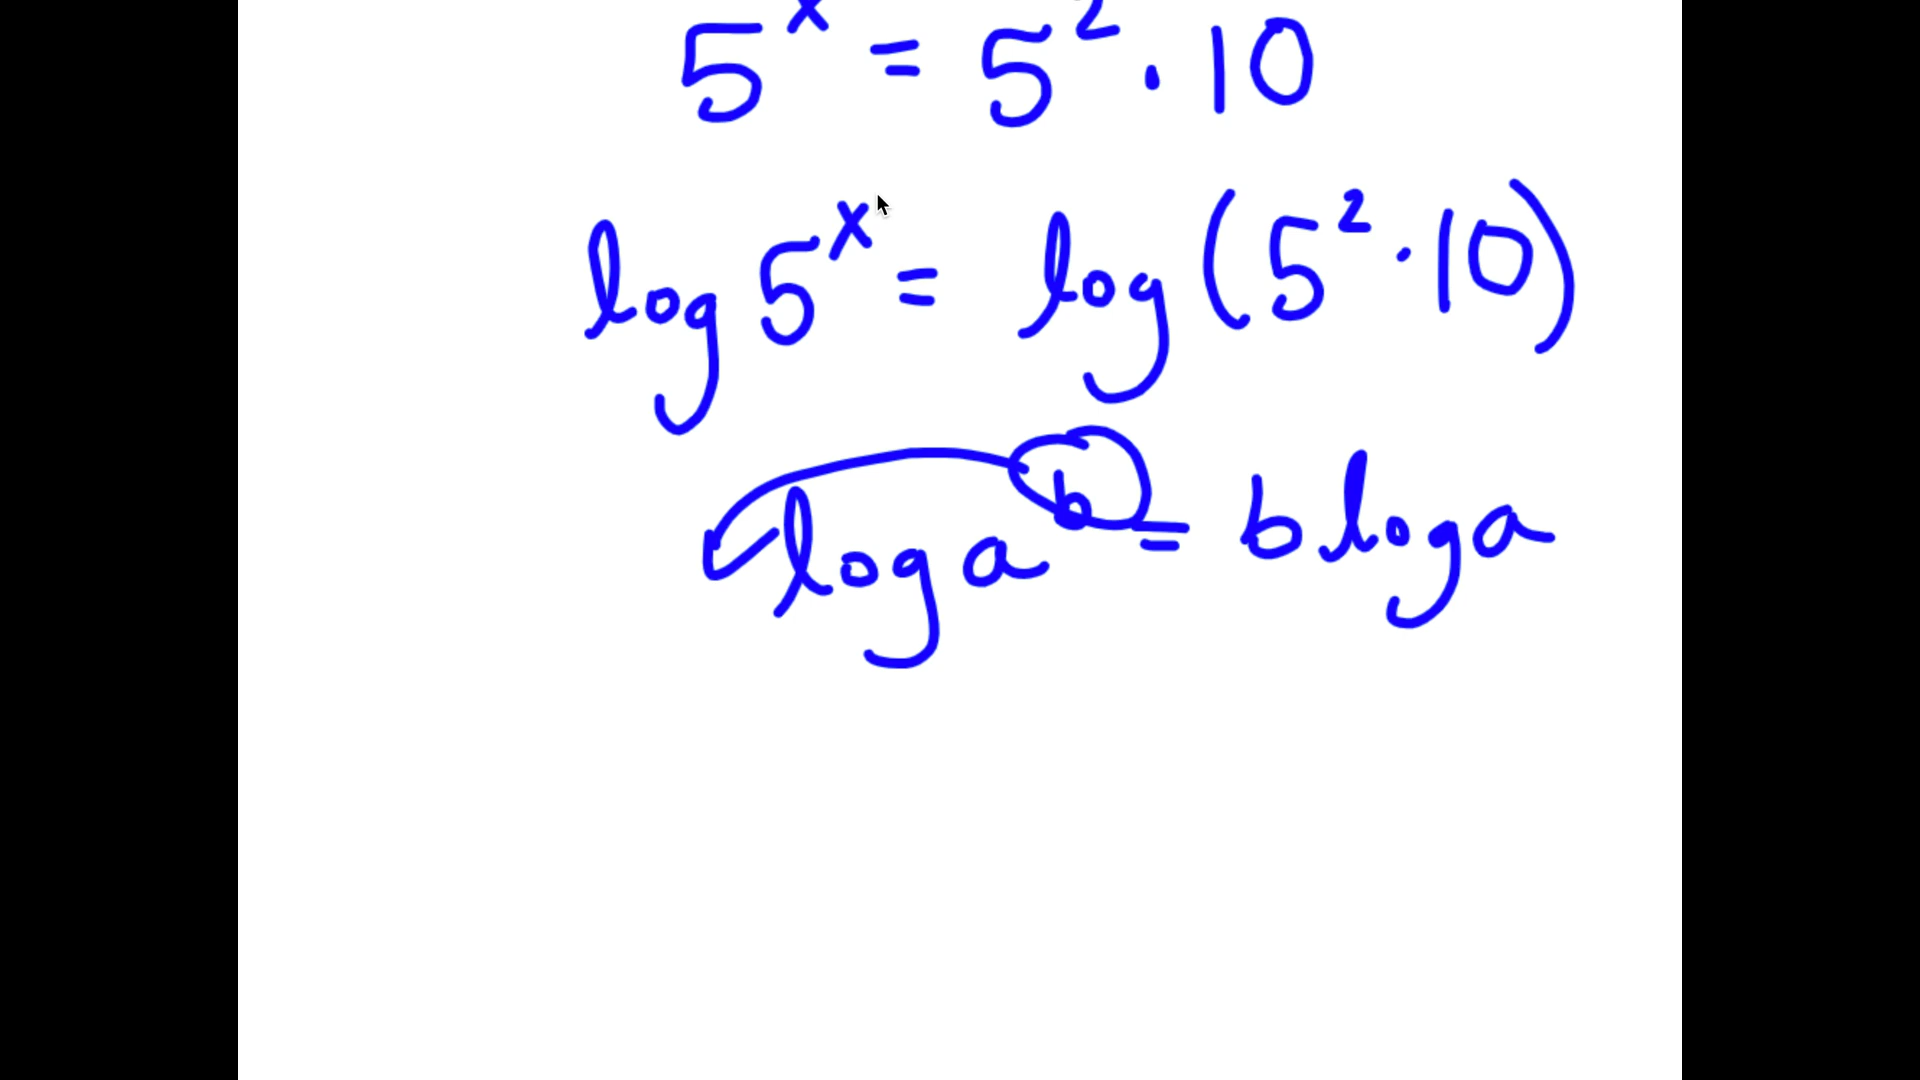 5^x = 5^2 · 10
log 5^x = log (5^2 · 10)
log a^b = b log a